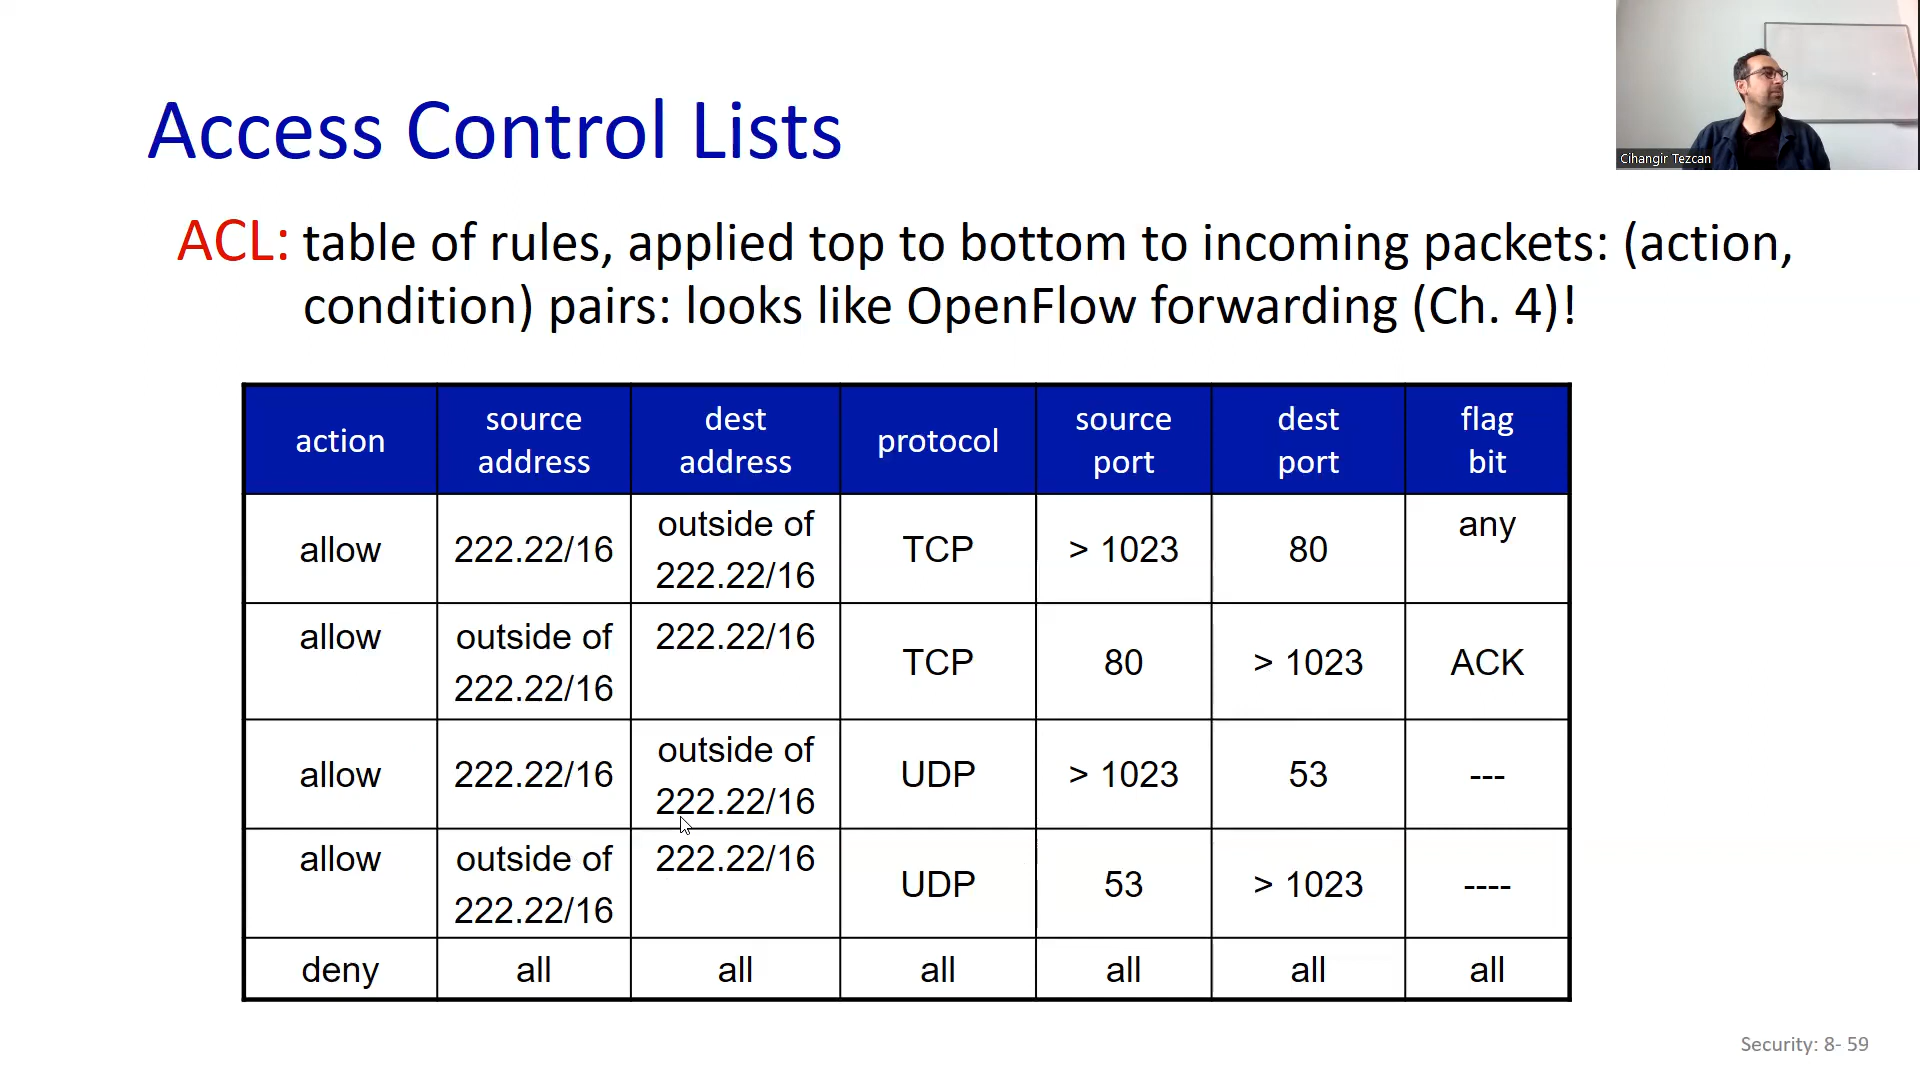 Cihangir Tezcan
Access Control Lists
ACL: table of rules, applied top to bottom to incoming packets: (action,
condition) pairs: looks like OpenFlow forwarding (Ch. 4)!
action source address dest address protocol source port dest port flag bit
allow 222.22/16 outside of 222.22/16 TCP > 1023 80 any
allow outside of 222.22/16 222.22/16 TCP 80 > 1023 ACK
allow 222.22/16 outside of 222.22/16 UDP > 1023 53 ---
allow outside of 222.22/16 222.22/16 UDP 53 > 1023 ----
deny all all all all all all
Security: 8- 59